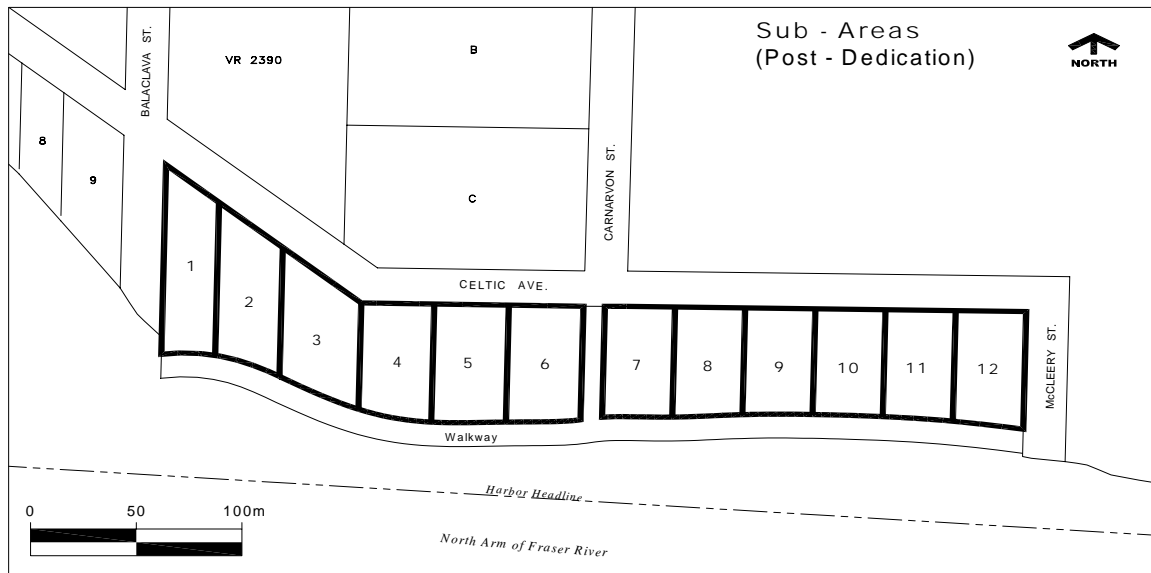 Sub - Areas
(Post - Dedication)
NORTH
BALACLAVA ST.
VR 2390
B
8
9
C
CARNARVON ST.
1
2
3
CELTIC AVE.
4
5
6
7
8
9
10
11
12
McCLEERY ST.
Walkway
Harbor Headline
0 50 100m
North Arm of Fraser River